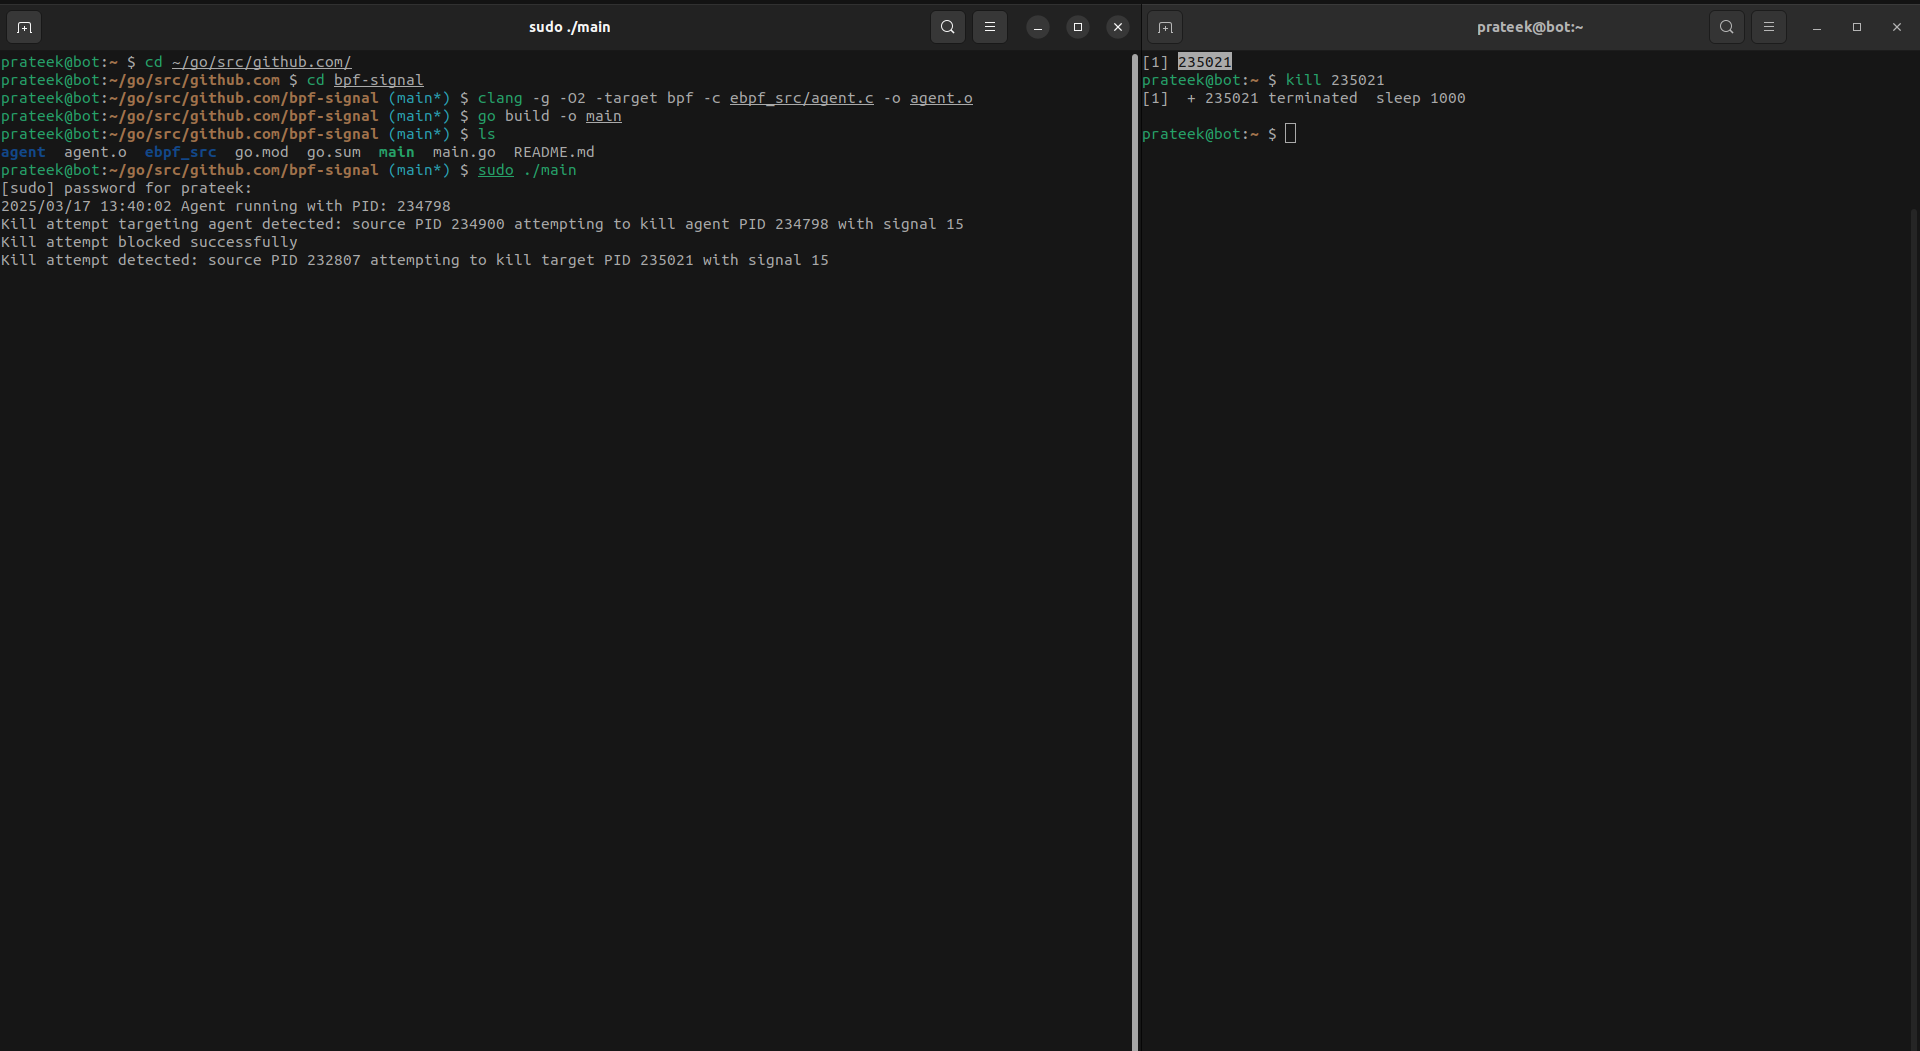 sudo ./main
prateek@bot:~ $ cd ~/go/src/github.com/
prateek@bot:~/go/src/github.com $ cd bpf-signal
prateek@bot:~/go/src/github.com/bpf-signal (main*) $ clang -g -O2 -target bpf -c ebpf_src/agent.c -o agent.o
prateek@bot:~/go/src/github.com/bpf-signal (main*) $ go build -o main
prateek@bot:~/go/src/github.com/bpf-signal (main*) $ ls
agent  agent.o  ebpf_src  go.mod  go.sum  main  main.go  README.md
prateek@bot:~/go/src/github.com/bpf-signal (main*) $ sudo ./main
[sudo] password for prateek:
2025/03/17 13:40:02 Agent running with PID: 234798
Kill attempt targeting agent detected: source PID 234900 attempting to kill agent PID 234798 with signal 15
Kill attempt blocked successfully
Kill attempt detected: source PID 232807 attempting to kill target PID 235021 with signal 15
prateek@bot:~
[1] 235021
prateek@bot:~ $ kill 235021
[1]  + 235021 terminated  sleep 1000
prateek@bot:~ $